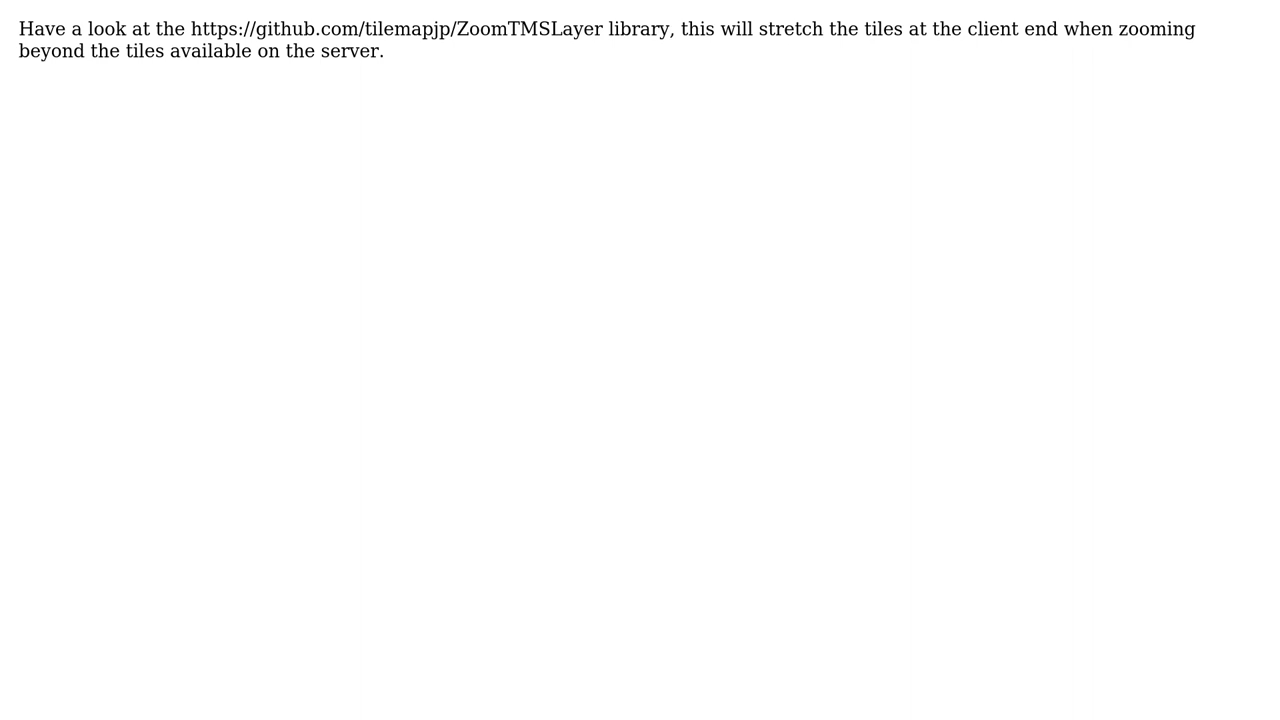 Have a look at the https://github.com/tilemapjp/ZoomTMSLayer library, this will stretch the tiles at the client end when zooming
beyond the tiles available on the server.